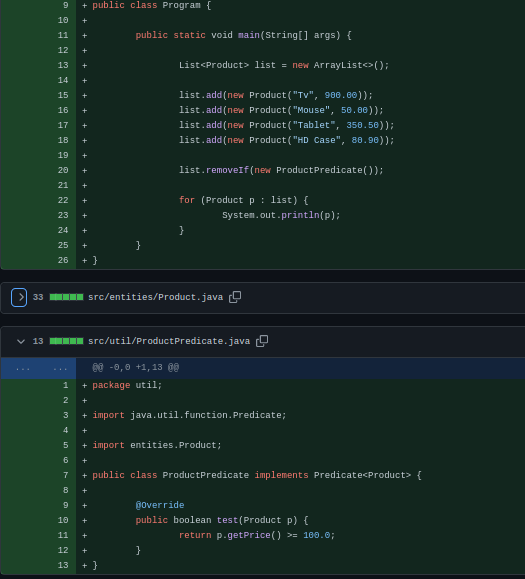 9 + public class Program {
10 +
11 + public static void main(String[] args) {
12 +
13 + List<Product> list = new ArrayList<>();
14 +
15 + list.add(new Product("Tv", 900.00));
16 + list.add(new Product("Mouse", 50.00));
17 + list.add(new Product("Tablet", 350.50));
18 + list.add(new Product("HD Case", 80.90));
19 +
20 + list.removeIf(new ProductPredicate());
21 +
22 + for (Product p : list) {
23 + System.out.println(p);
24 + }
25 + }
26 + }
33 src/entities/Product.java
13 src/util/ProductPredicate.java
... ... @@ -0,0 +1,13 @@
1 + package util;
2 +
3 + import java.util.function.Predicate;
4 +
5 + import entities.Product;
6 +
7 + public class ProductPredicate implements Predicate<Product> {
8 +
9 + @Override
10 + public boolean test(Product p) {
11 + return p.getPrice() >= 100.0;
12 + }
13 + }